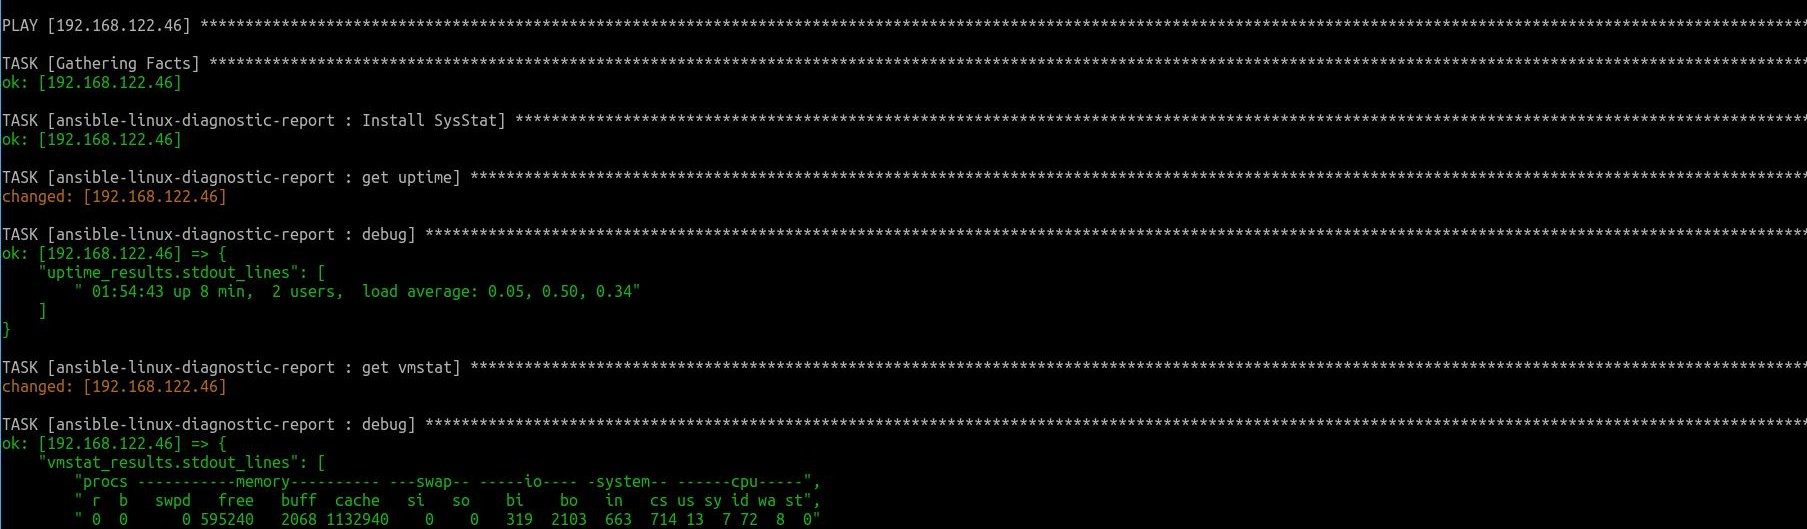 PLAY [192.168.122.46] ***********************************************************************************************************************************************************************************
TASK [Gathering Facts] **********************************************************************************************************************************************************************************
ok: [192.168.122.46]
TASK [ansible-linux-diagnostic-report : Install SysStat] ************************************************************************************************************************************************
ok: [192.168.122.46]
TASK [ansible-linux-diagnostic-report : get uptime] *****************************************************************************************************************************************************
changed: [192.168.122.46]
TASK [ansible-linux-diagnostic-report : debug] **********************************************************************************************************************************************************
ok: [192.168.122.46] => {
    "uptime_results.stdout_lines": [
        " 01:54:43 up 8 min,  2 users,  load average: 0.05, 0.50, 0.34"
    ]
}
TASK [ansible-linux-diagnostic-report : get vmstat] *****************************************************************************************************************************************************
changed: [192.168.122.46]
TASK [ansible-linux-diagnostic-report : debug] **********************************************************************************************************************************************************
ok: [192.168.122.46] => {
    "vmstat_results.stdout_lines": [
        "procs -----------memory---------- ---swap-- -----io---- -system-- ------cpu-----",
        " r  b   swpd   free   buff  cache   si   so    bi    bo   in   cs us sy id wa st",
        " 0  0      0 595240   2068 1132940    0    0   319  2103  663  714 13  7 72  8  0"